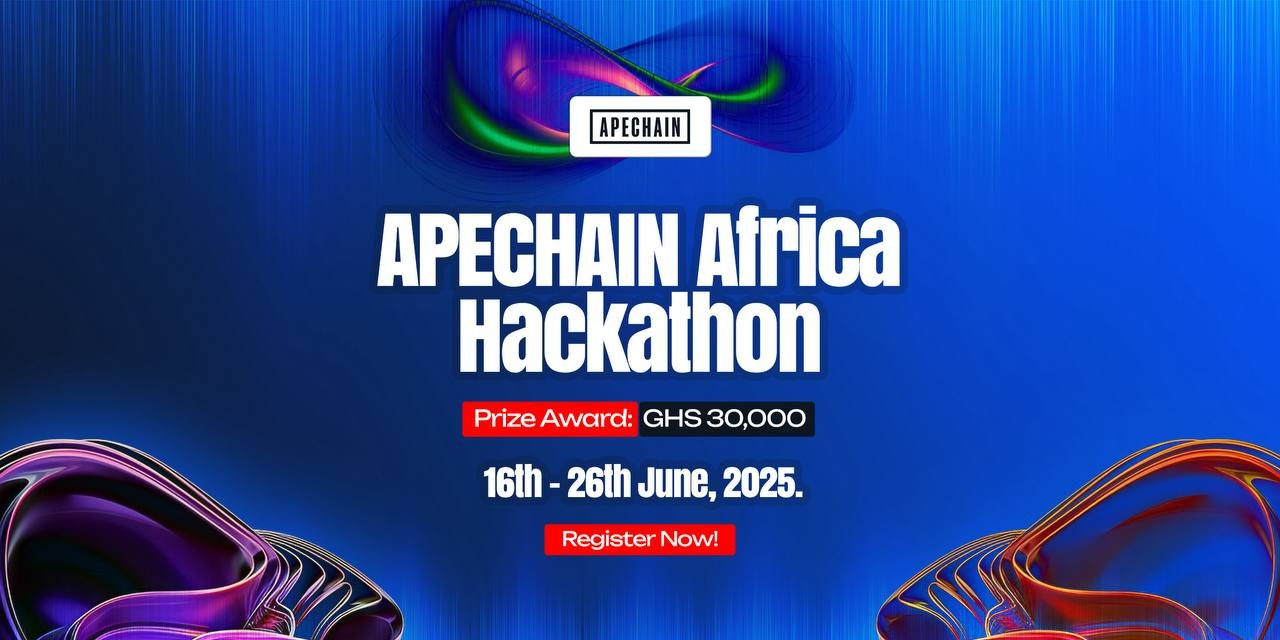 APECHAIN
APECHAIN Africa
Hackathon
Prize Award: GHS 30,000
16th - 26th June, 2025.
Register Now!